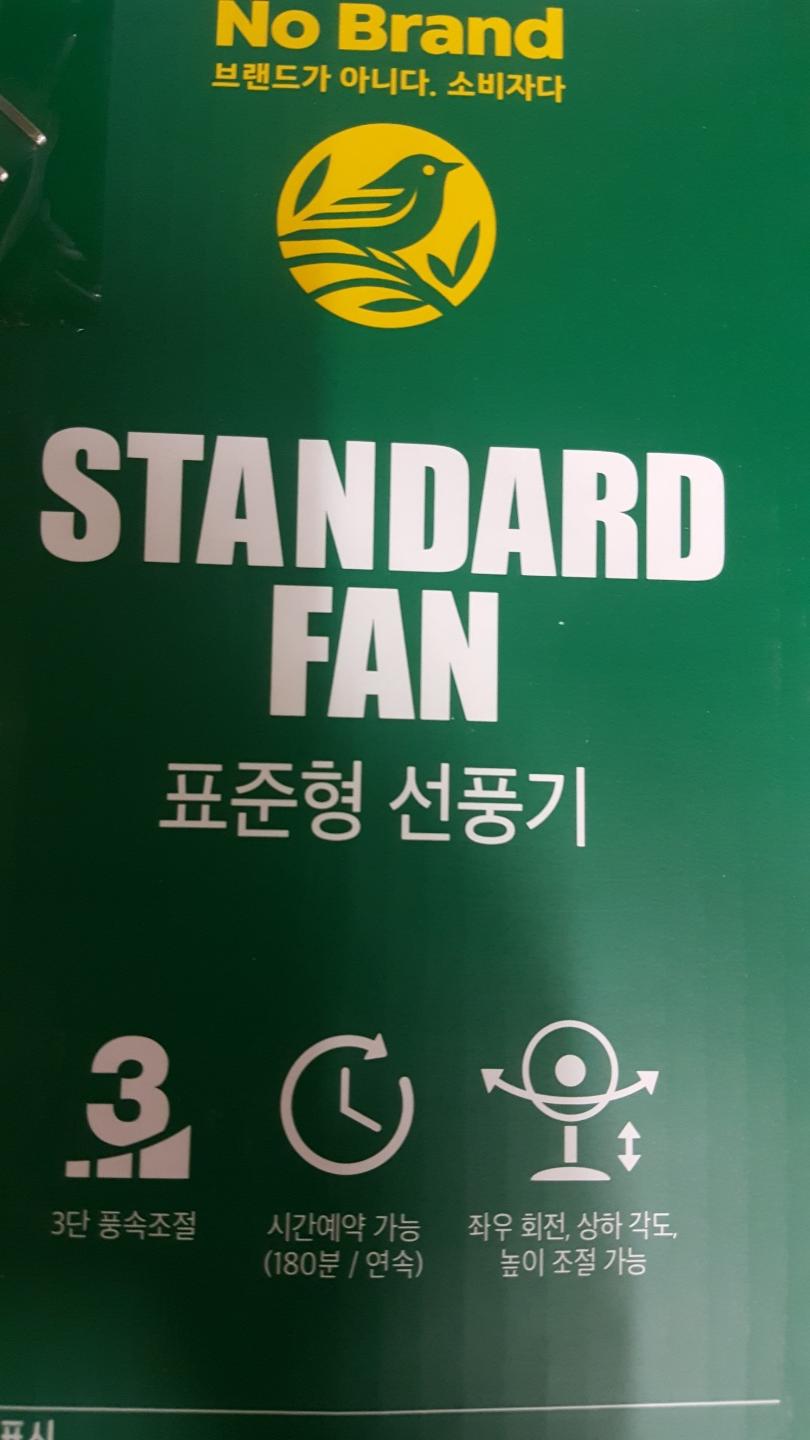 No Brand
브랜드가 아니다. 소비자다
STANDARD
FAN
표준형 선풍기
3
3단 풍속조절
시간예약 가능
(180분 / 연속)
좌우 회전, 상하 각도,
높이 조절 가능
표시